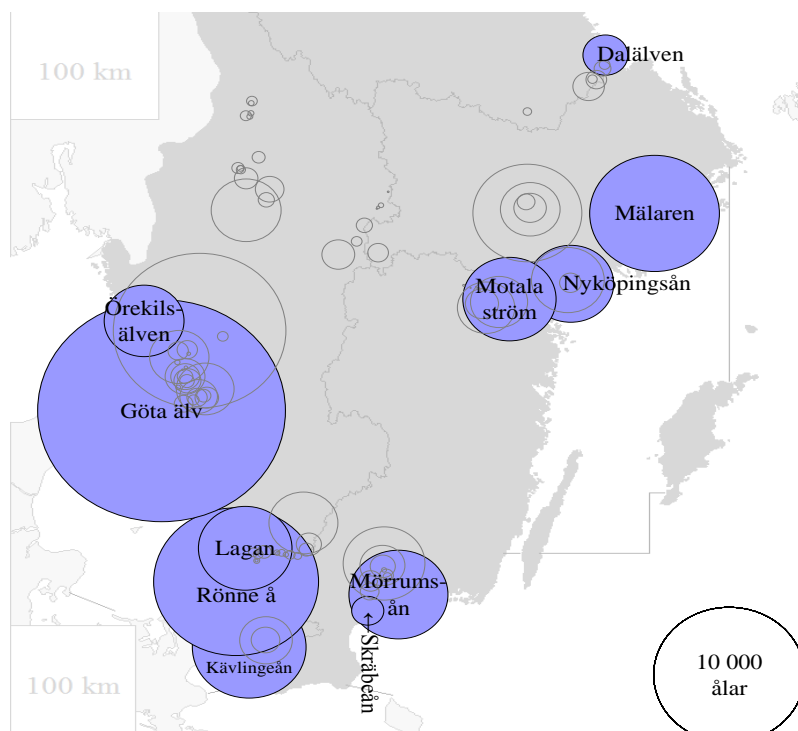 Dalälven
100 km
Mälaren
Nyköpingsån
Motala
ström
Örekils-
älven
Göta älv
Lagan
Rönne å
Mörrums-
ån
←Skräbeån
Kävlingeån
10 000
ålar
100 km